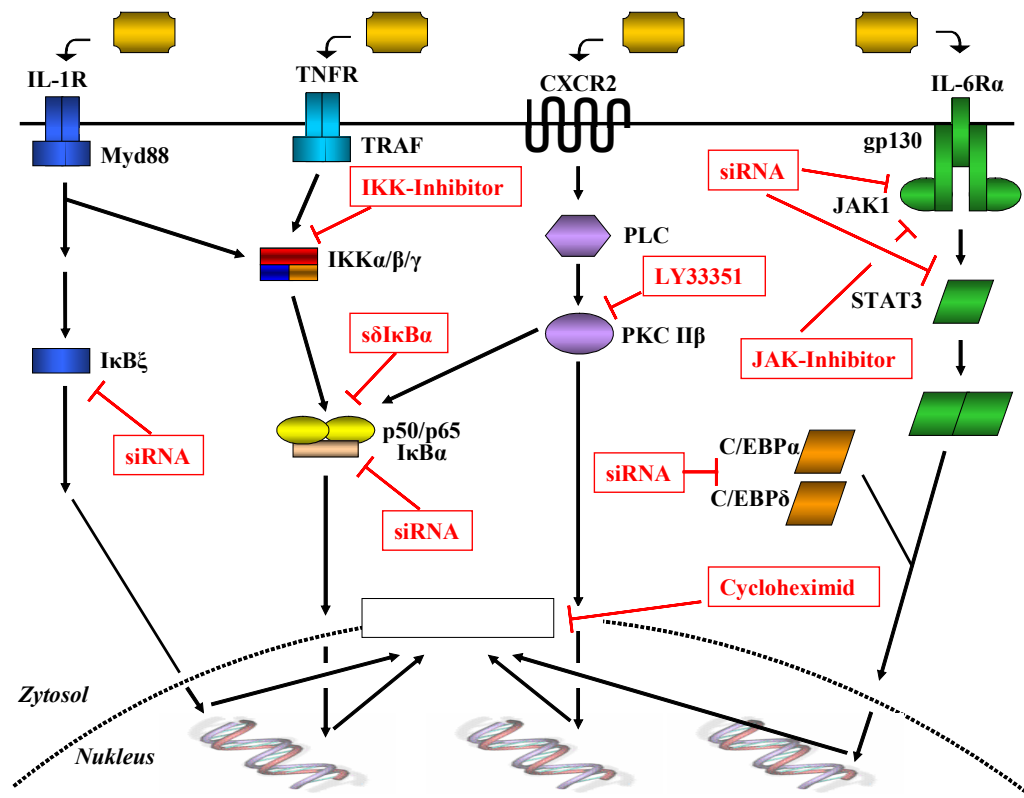 IL-1R
TNFR
CXCR2
IL-6Rα
Myd88
TRAF
gp130
IKK-Inhibitor
siRNA
JAK1
PLC
IKKα/β/γ
LY33351
STAT3
sδIκBα
PKC IIβ
JAK-Inhibitor
IκBξ
siRNA
p50/p65
IκBα
C/EBPα
siRNA
C/EBPδ
siRNA
Cycloheximid
Zytosol
Nukleus